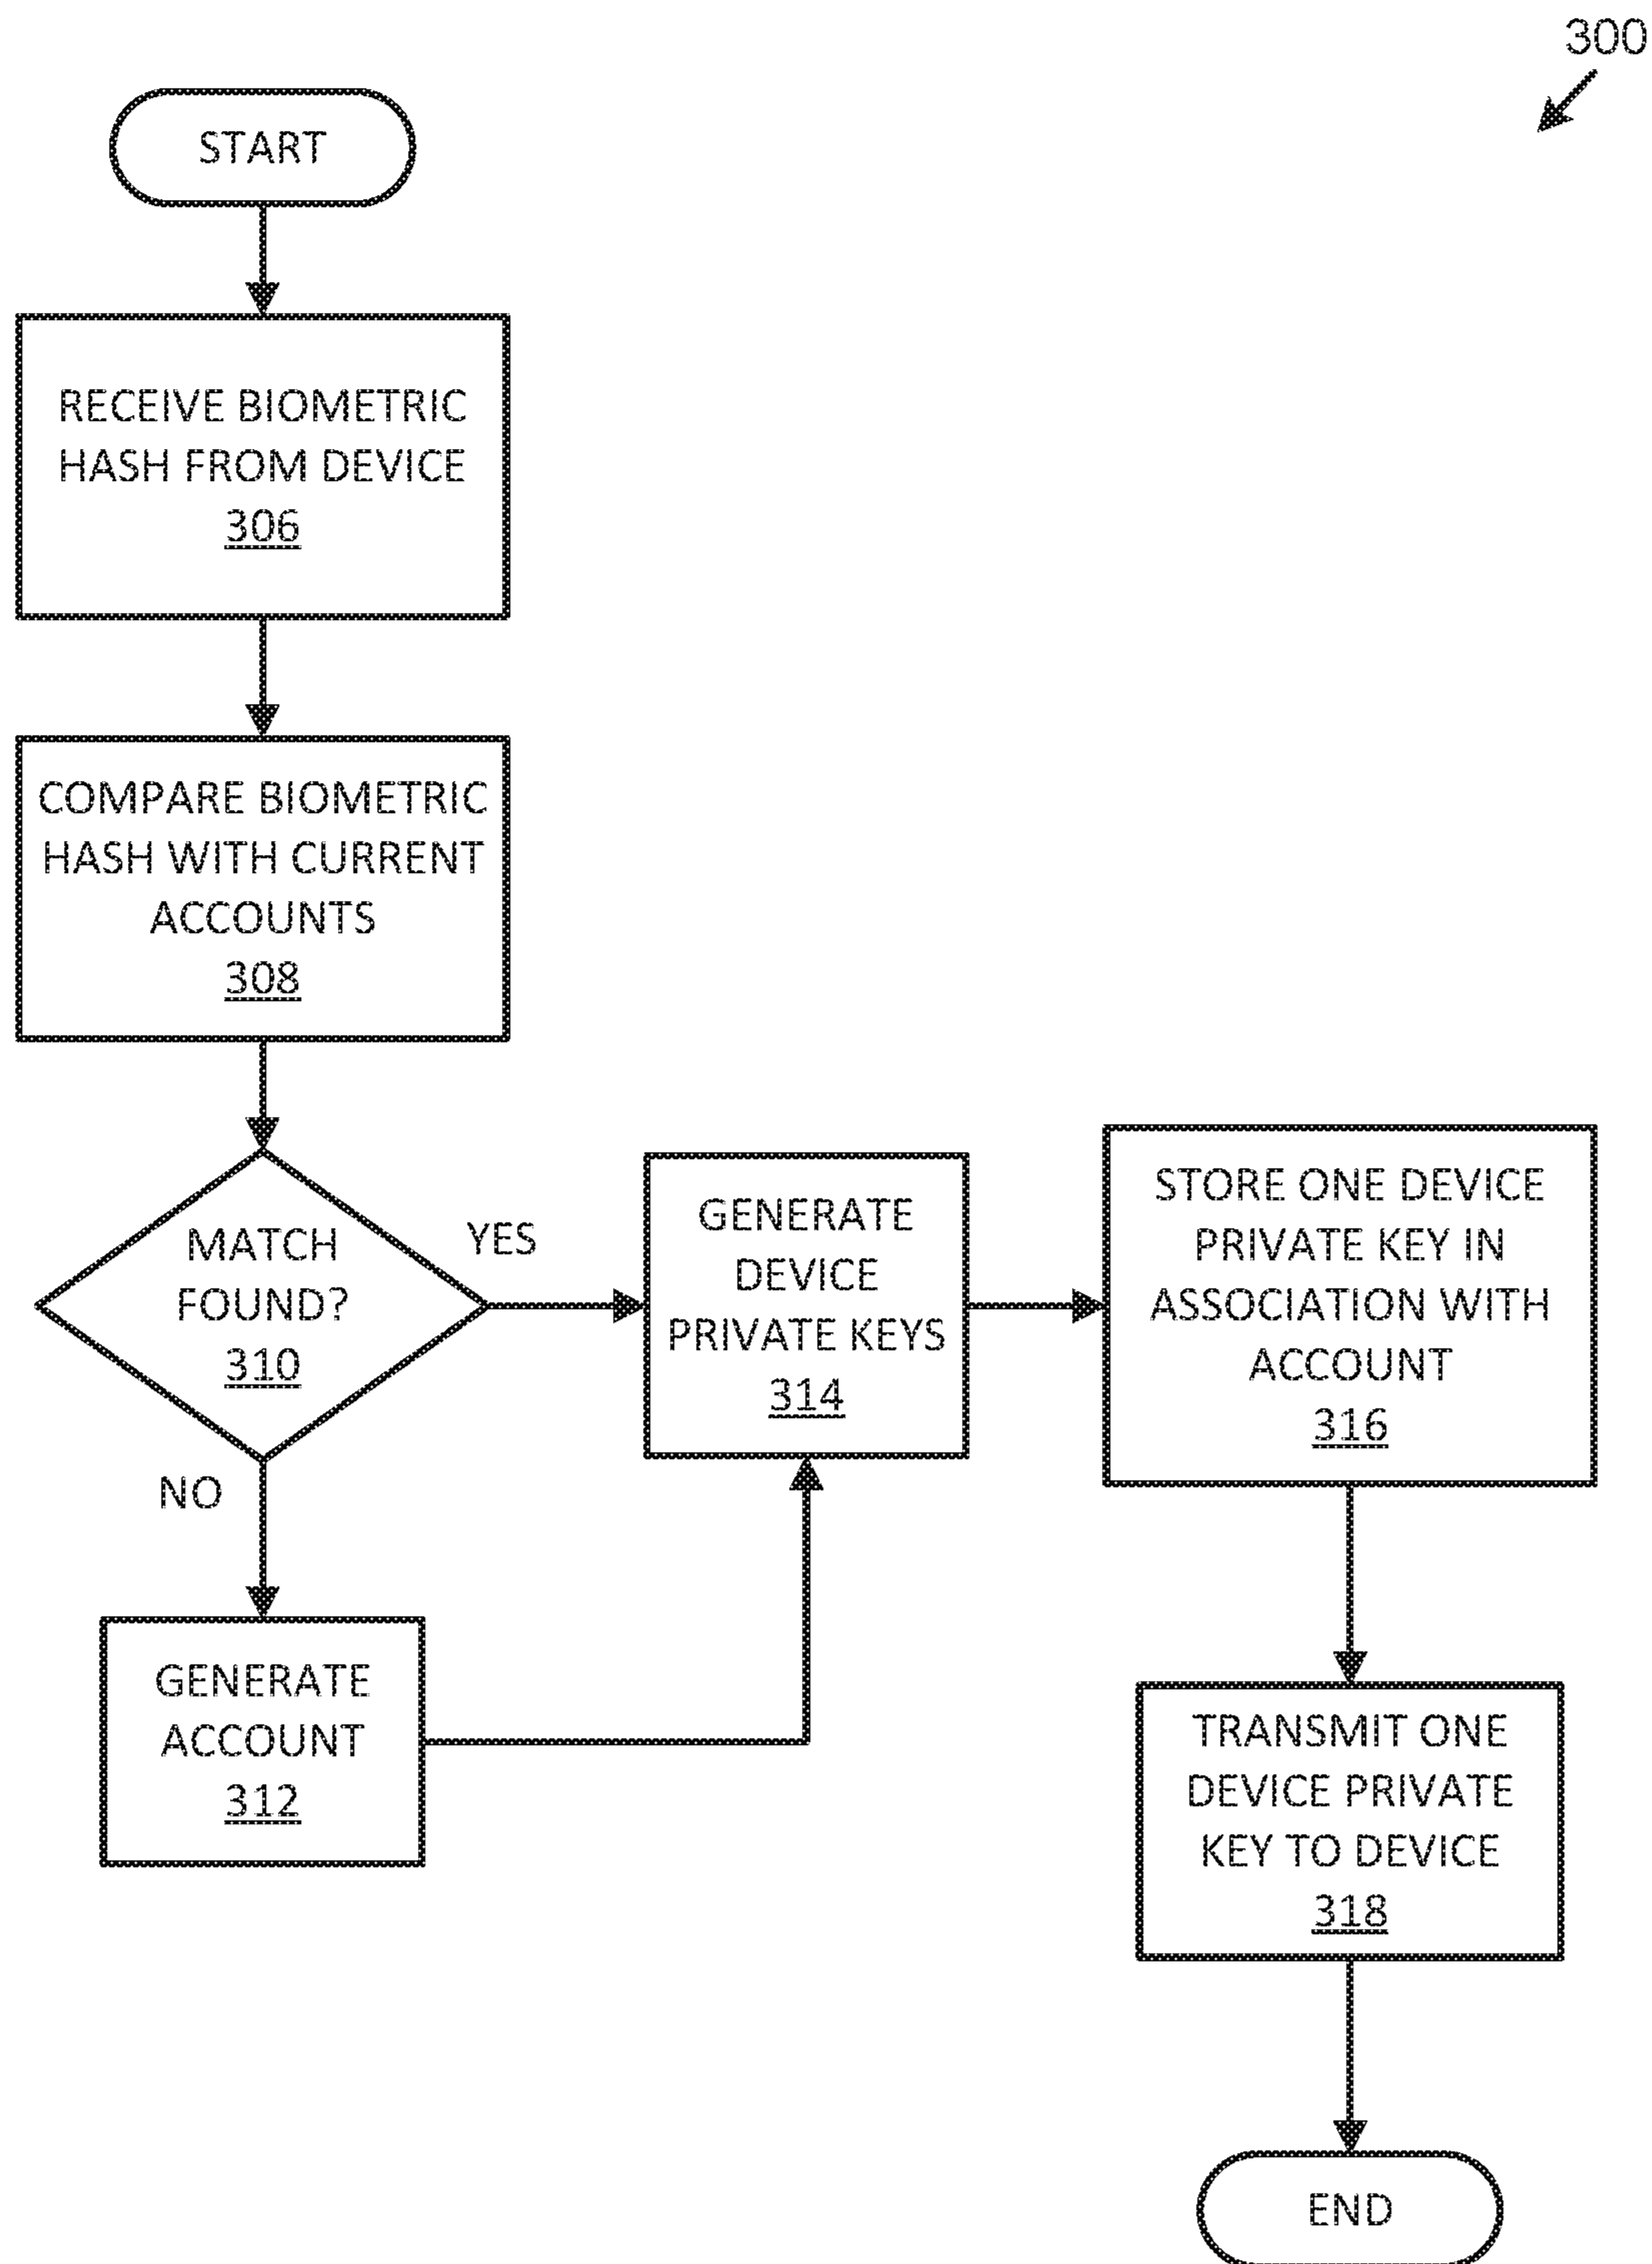 300
START
RECEIVE BIOMETRIC
HASH FROM DEVICE
306
COMPARE BIOMETRIC
HASH WITH CURRENT
ACCOUNTS
308
MATCH
FOUND?
310
YES
NO
GENERATE
ACCOUNT
312
GENERATE
DEVICE
PRIVATE KEYS
314
STORE ONE DEVICE
PRIVATE KEY IN
ASSOCIATION WITH
ACCOUNT
316
TRANSMIT ONE
DEVICE PRIVATE
KEY TO DEVICE
318
END